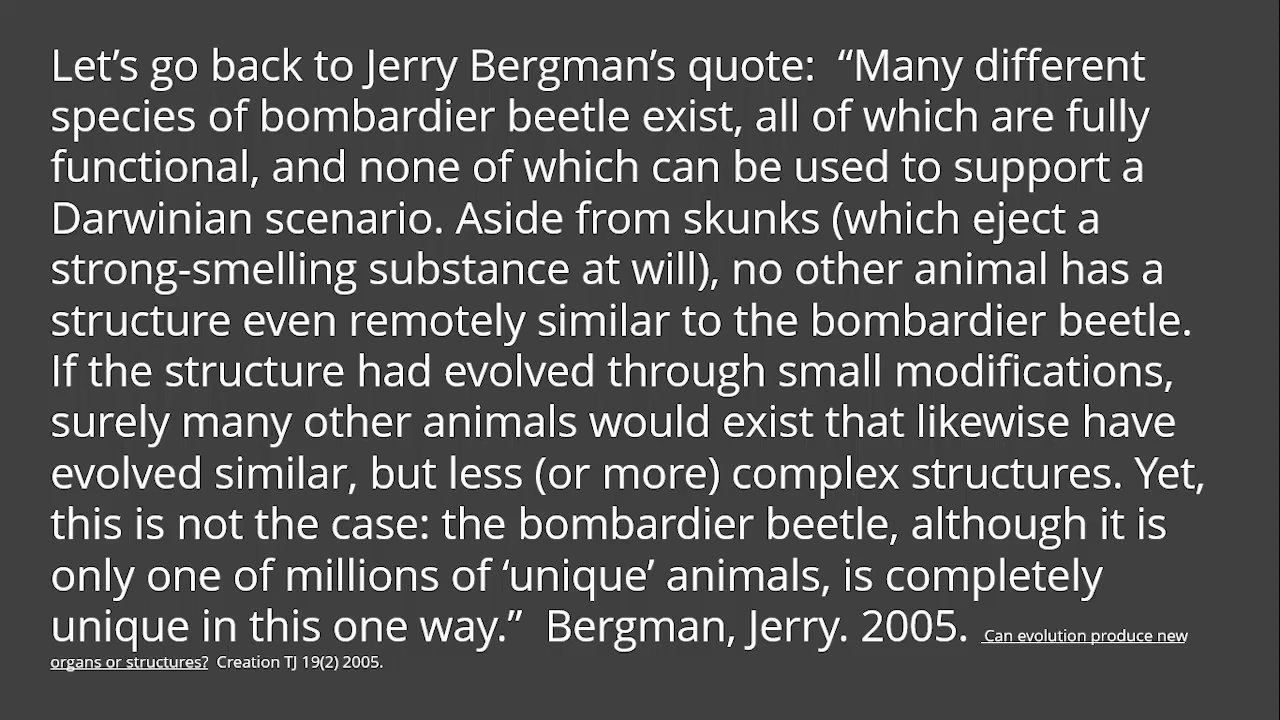 Let’s go back to Jerry Bergman’s quote:  “Many different
species of bombardier beetle exist, all of which are fully
functional, and none of which can be used to support a
Darwinian scenario. Aside from skunks (which eject a
strong-smelling substance at will), no other animal has a
structure even remotely similar to the bombardier beetle.
If the structure had evolved through small modifications,
surely many other animals would exist that likewise have
evolved similar, but less (or more) complex structures. Yet,
this is not the case: the bombardier beetle, although it is
only one of millions of ‘unique’ animals, is completely
unique in this one way.”  Bergman, Jerry. 2005.  Can evolution produce new
organs or structures?  Creation TJ 19(2) 2005.